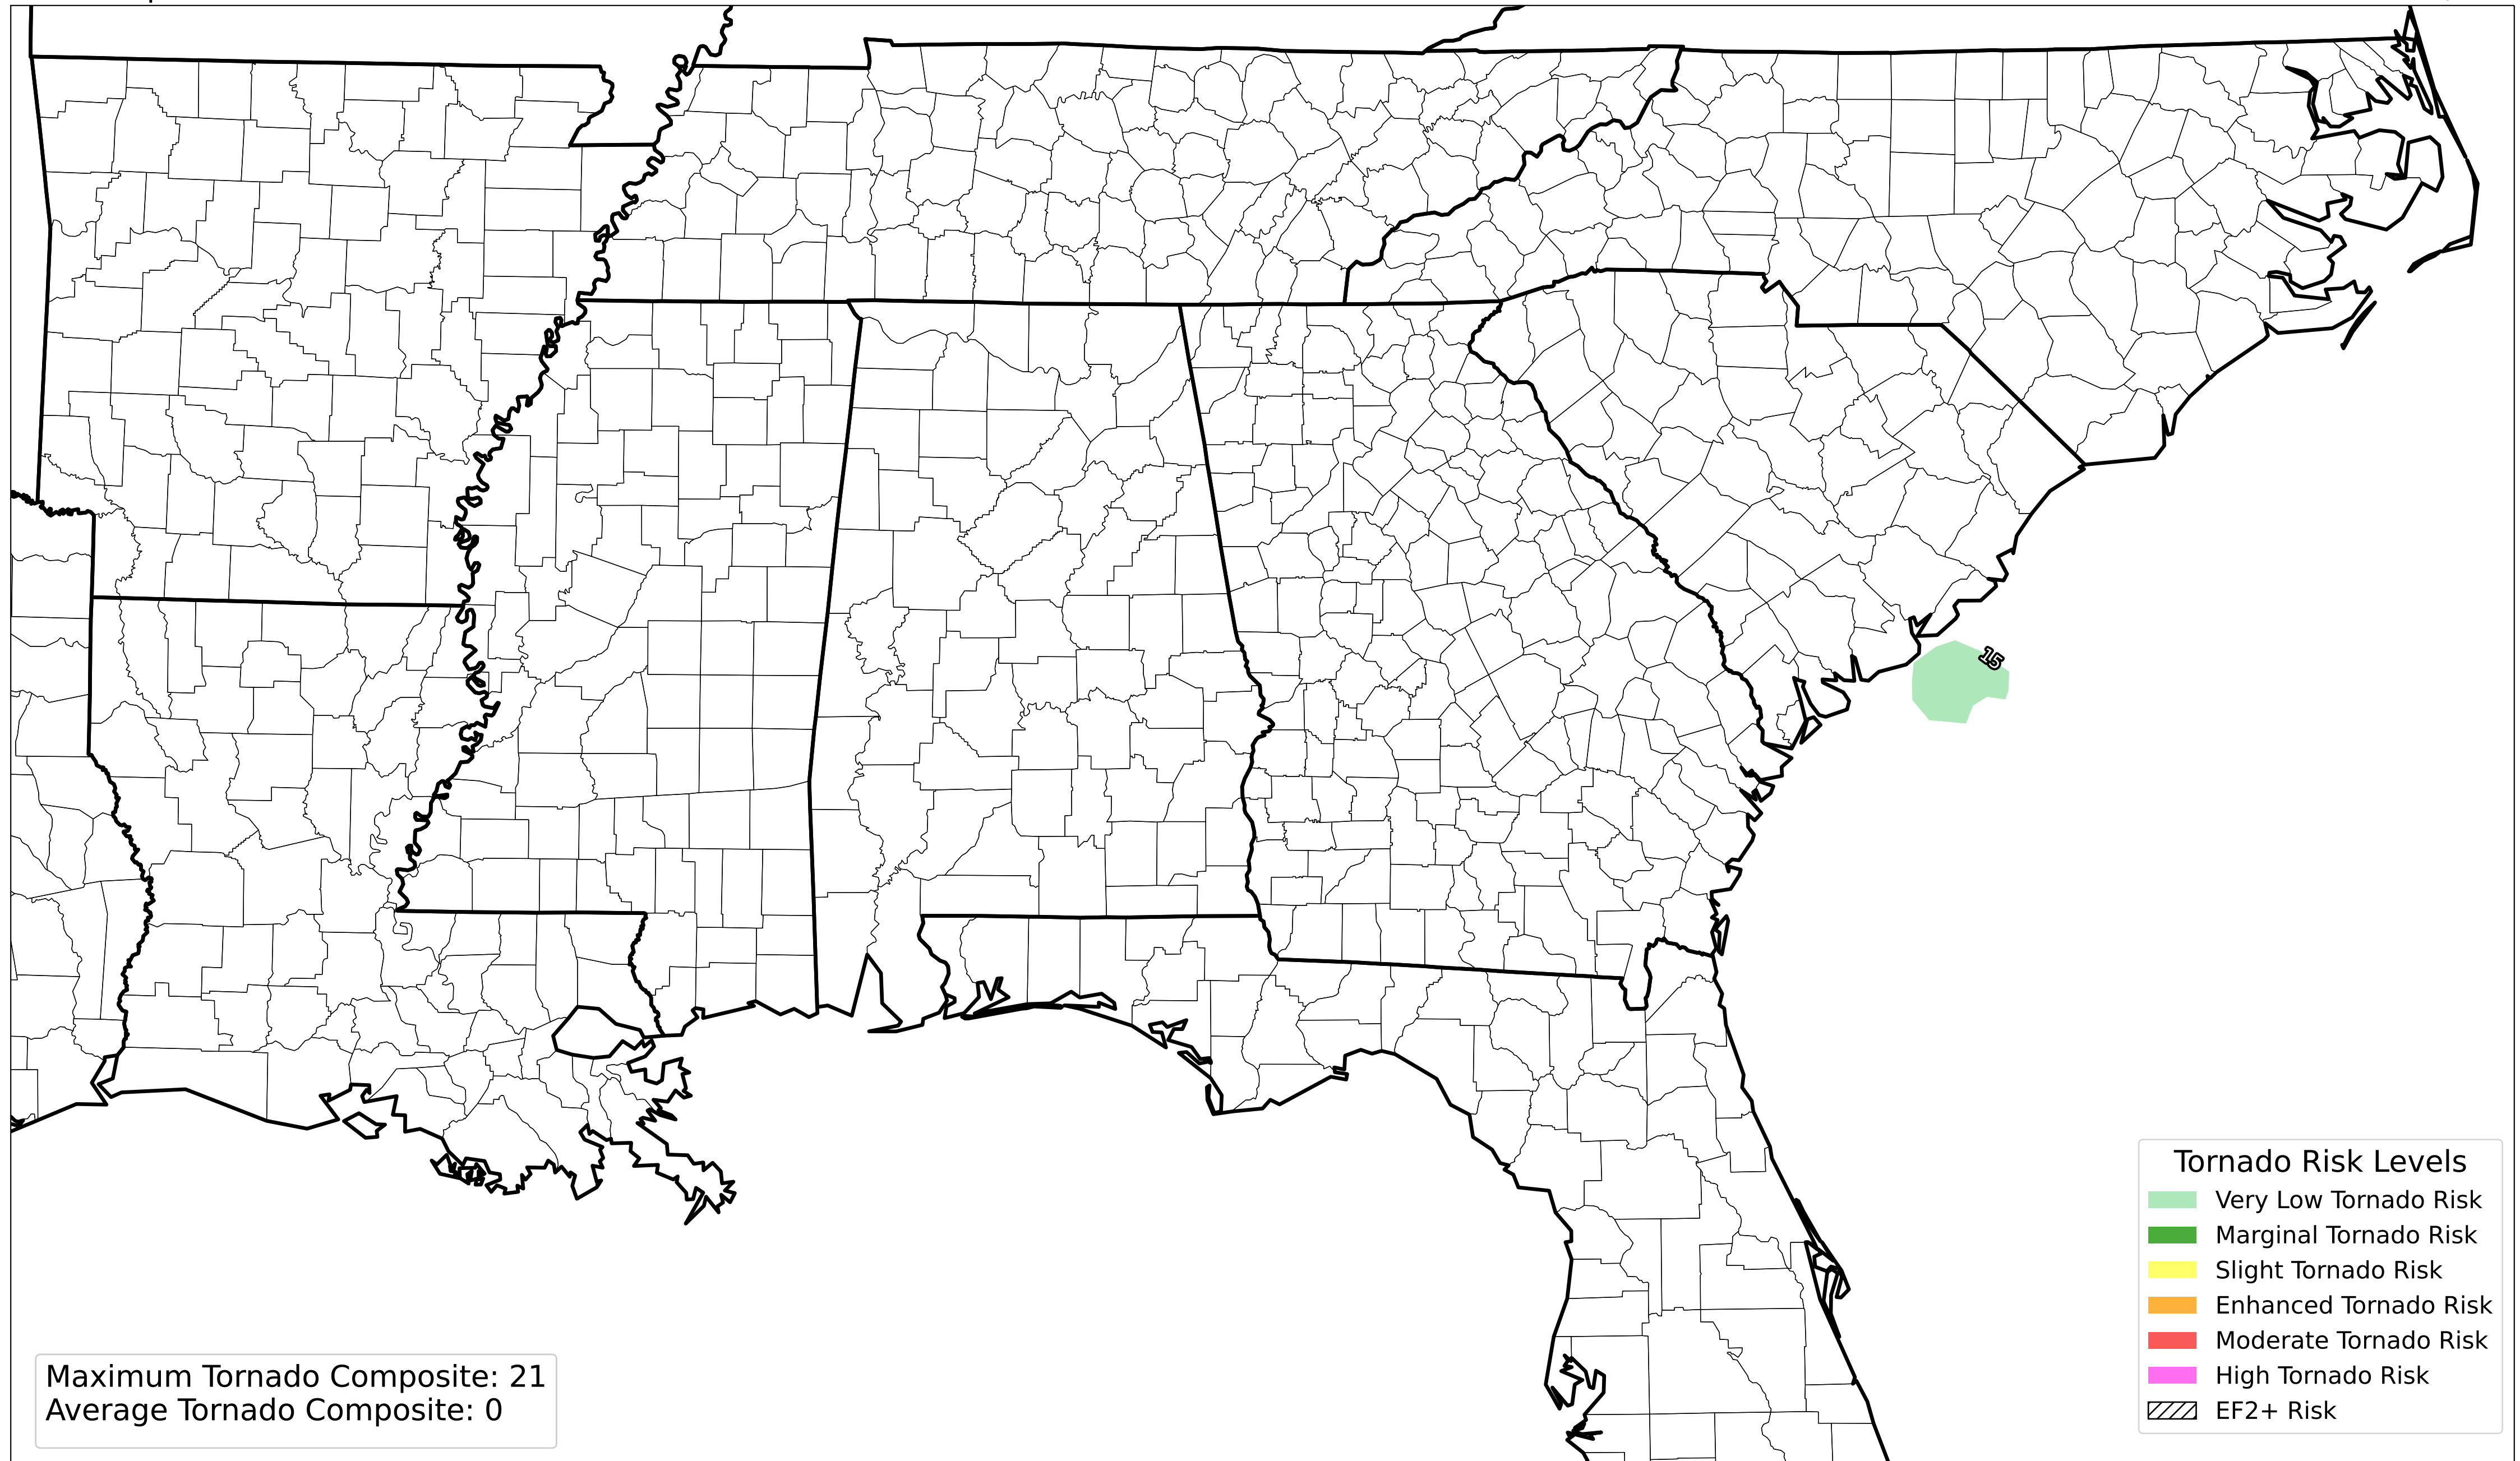 15
Tornado Risk Levels
Very Low Tornado Risk
Marginal Tornado Risk
Slight Tornado Risk
Enhanced Tornado Risk
Moderate Tornado Risk
High Tornado Risk
EF2+ Risk
Maximum Tornado Composite: 21
Average Tornado Composite: 0